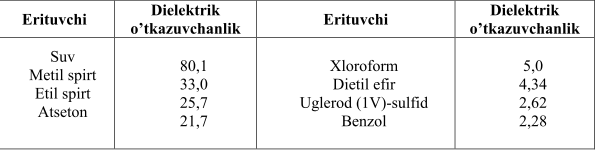 Erituvchi Dielektrik o’tkazuvchanlik Erituvchi Dielektrik o’tkazuvchanlik
Suv 80,1 Xloroform 5,0
Metil spirt 33,0 Dietil efir 4,34
Etil spirt 25,7 Uglerod (1V)-sulfid 2,62
Atseton 21,7 Benzol 2,28